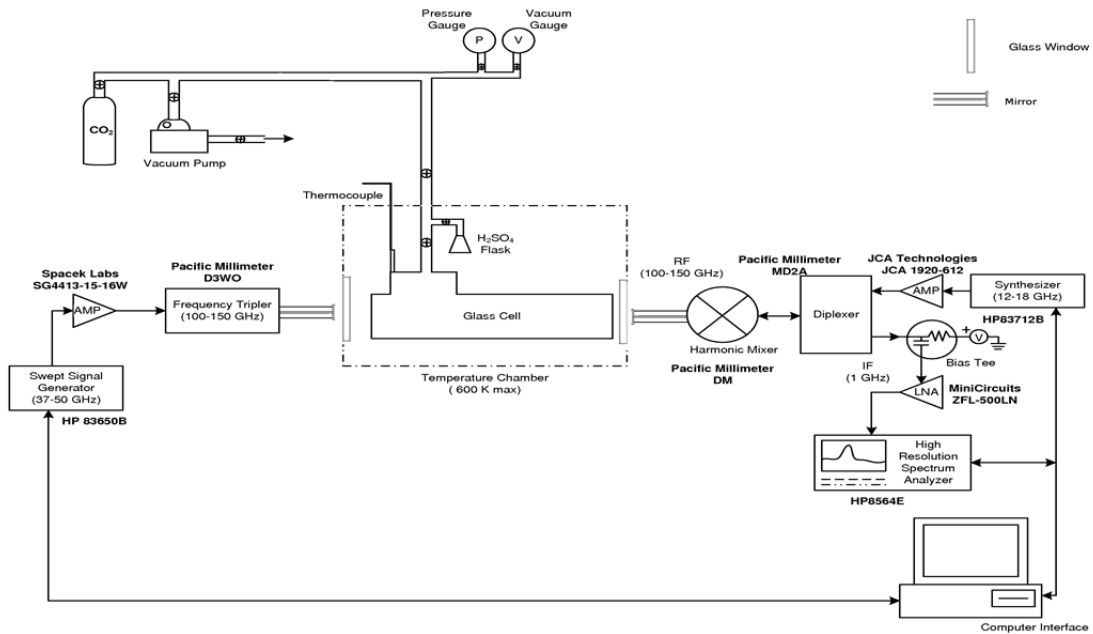 Pressure
Gauge
Vacuum
Gauge
P
V
Glass Window
Mirror
CO₂
Vacuum Pump
Thermocouple
H₂SO₄
Flask
Spacek Labs
SG4413-15-16W
AMP
Pacific Millimeter
D3WO
Frequency Tripler
(100-150 GHz)
Glass Cell
Temperature Chamber
( 600 K max)
RF
(100-150 GHz)
Harmonic Mixer
Pacific Millimeter
DM
Pacific Millimeter
MD2A
Diplexer
JCA Technologies
JCA 1920-612
AMP
Synthesizer
(12-18 GHz)
HP83712B
+
V
Bias Tee
IF
(1 GHz)
LNA
MiniCircuits
ZFL-500LN
Swept Signal
Generator
(37-50 GHz)
HP 83650B
High
Resolution
Spectrum
Analyzer
HP8564E
Computer Interface